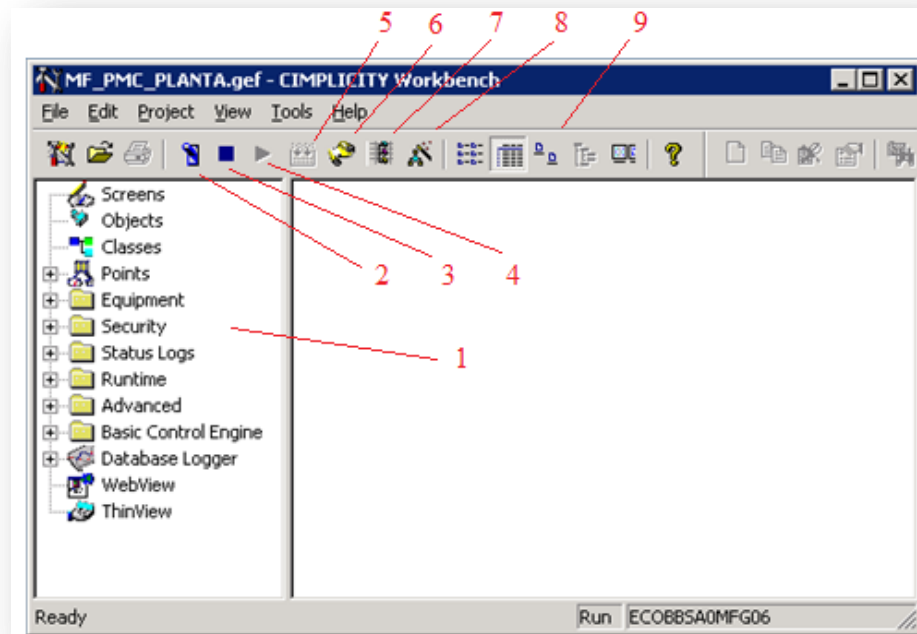 5 6 7 8 9
MF_PMC_PLANTA.gef - CIMPLICITY Workbench
File Edit Project View Tools Help
Screens
Objects
Classes
Points
2 3 4
Equipment
Security
Status Logs
1
Runtime
Advanced
Basic Control Engine
Database Logger
WebView
ThinView
Ready Run ECOBBSA0MFG06